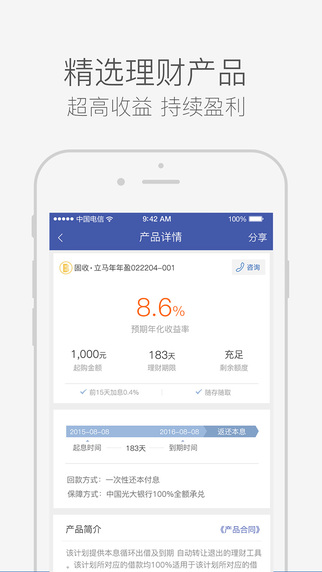 精选理财产品
超高收益 持续盈利
中国电信 9:42 AM 100%
产品详情 分享
固收·立马年年盈022204-001 咨询
8.6%
预期年化收益率
1,000元 183天 充足
起购金额 理财期限 剩余额度
前15天加息0.4% 随存随取
2015-08-08 2016-08-08 返还本息
起息时间 183天 到期时间
回款方式：一次性还本付息
保障方式：中国光大银行100%全额承兑
产品简介 《产品合同》
该计划提供本息循环出借及到期 自动转让退出的理财工具
。该计划所对应的借款均100%适用于该计划所对应的借